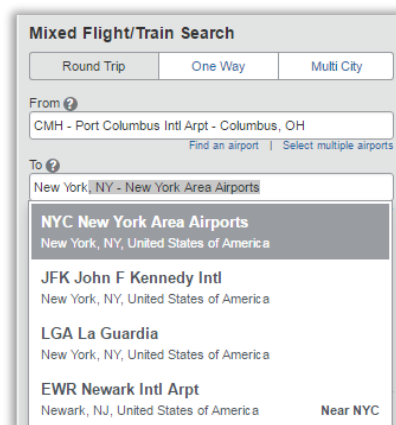 Mixed Flight/Train Search
Round Trip One Way Multi City
From ?
CMH - Port Columbus Intl Arpt - Columbus, OH
Find an airport | Select multiple airports
To ?
New York, NY - New York Area Airports
NYC New York Area Airports
New York, NY, United States of America
JFK John F Kennedy Intl
New York, NY, United States of America
LGA La Guardia
New York, NY, United States of America
EWR Newark Intl Arpt
Newark, NJ, United States of America Near NYC